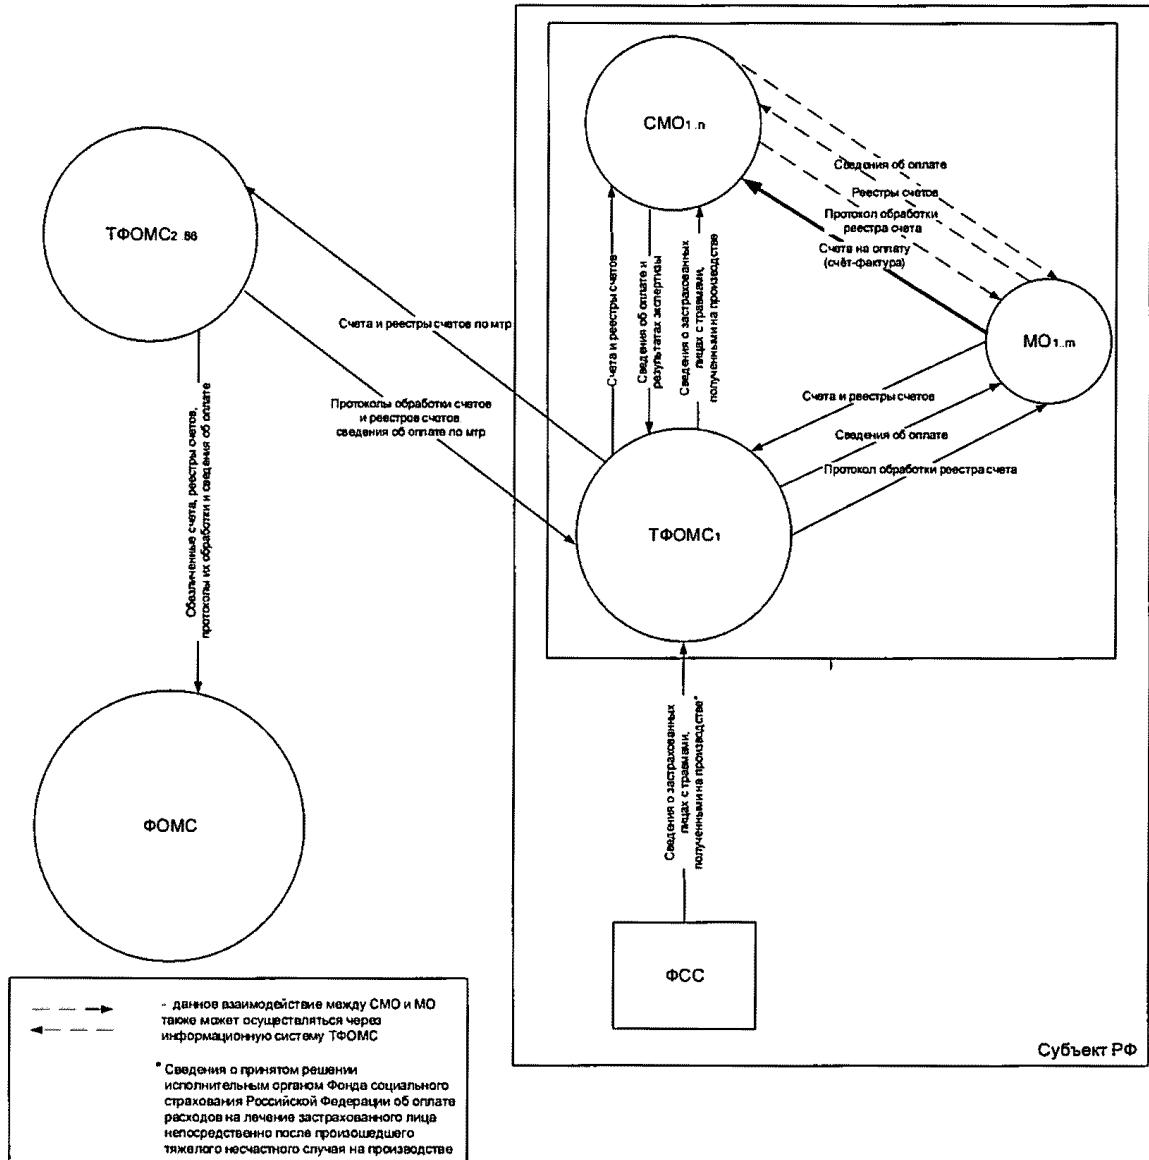 СМО1..n
Сведения об оплате
Реестры счетов
Протокол обработки
реестра счета
Счета на оплату
(счёт-фактура)
ТФОМС2..86
МО1..m
Счета и реестры счетов по мтр
Протоколы обработки счетов
и реестров счетов
сведения об оплате по мтр
Счета и реестры счетов
Сведения об оплате и
результатах экспертизы
Сведения о застрахованных
лицах с травмами,
полученными на производстве
Счета и реестры счетов
Сведения об оплате
Протокол обработки реестра счета
ТФОМС1
Обезличенные счета, реестры счетов,
протоколы их обработки и сведения об оплате
Сведения о застрахованных
лицах с травмами,
полученными на производстве*
ФОМС
ФСС
Субъект РФ
- данное взаимодействие между СМО и МО
также может осуществляться через
информационную систему ТФОМС
* Сведения о принятом решении
исполнительным органом Фонда социального
страхования Российской Федерации об оплате
расходов на лечение застрахованного лица
непосредственно после произошедшего
тяжелого несчастного случая на производстве